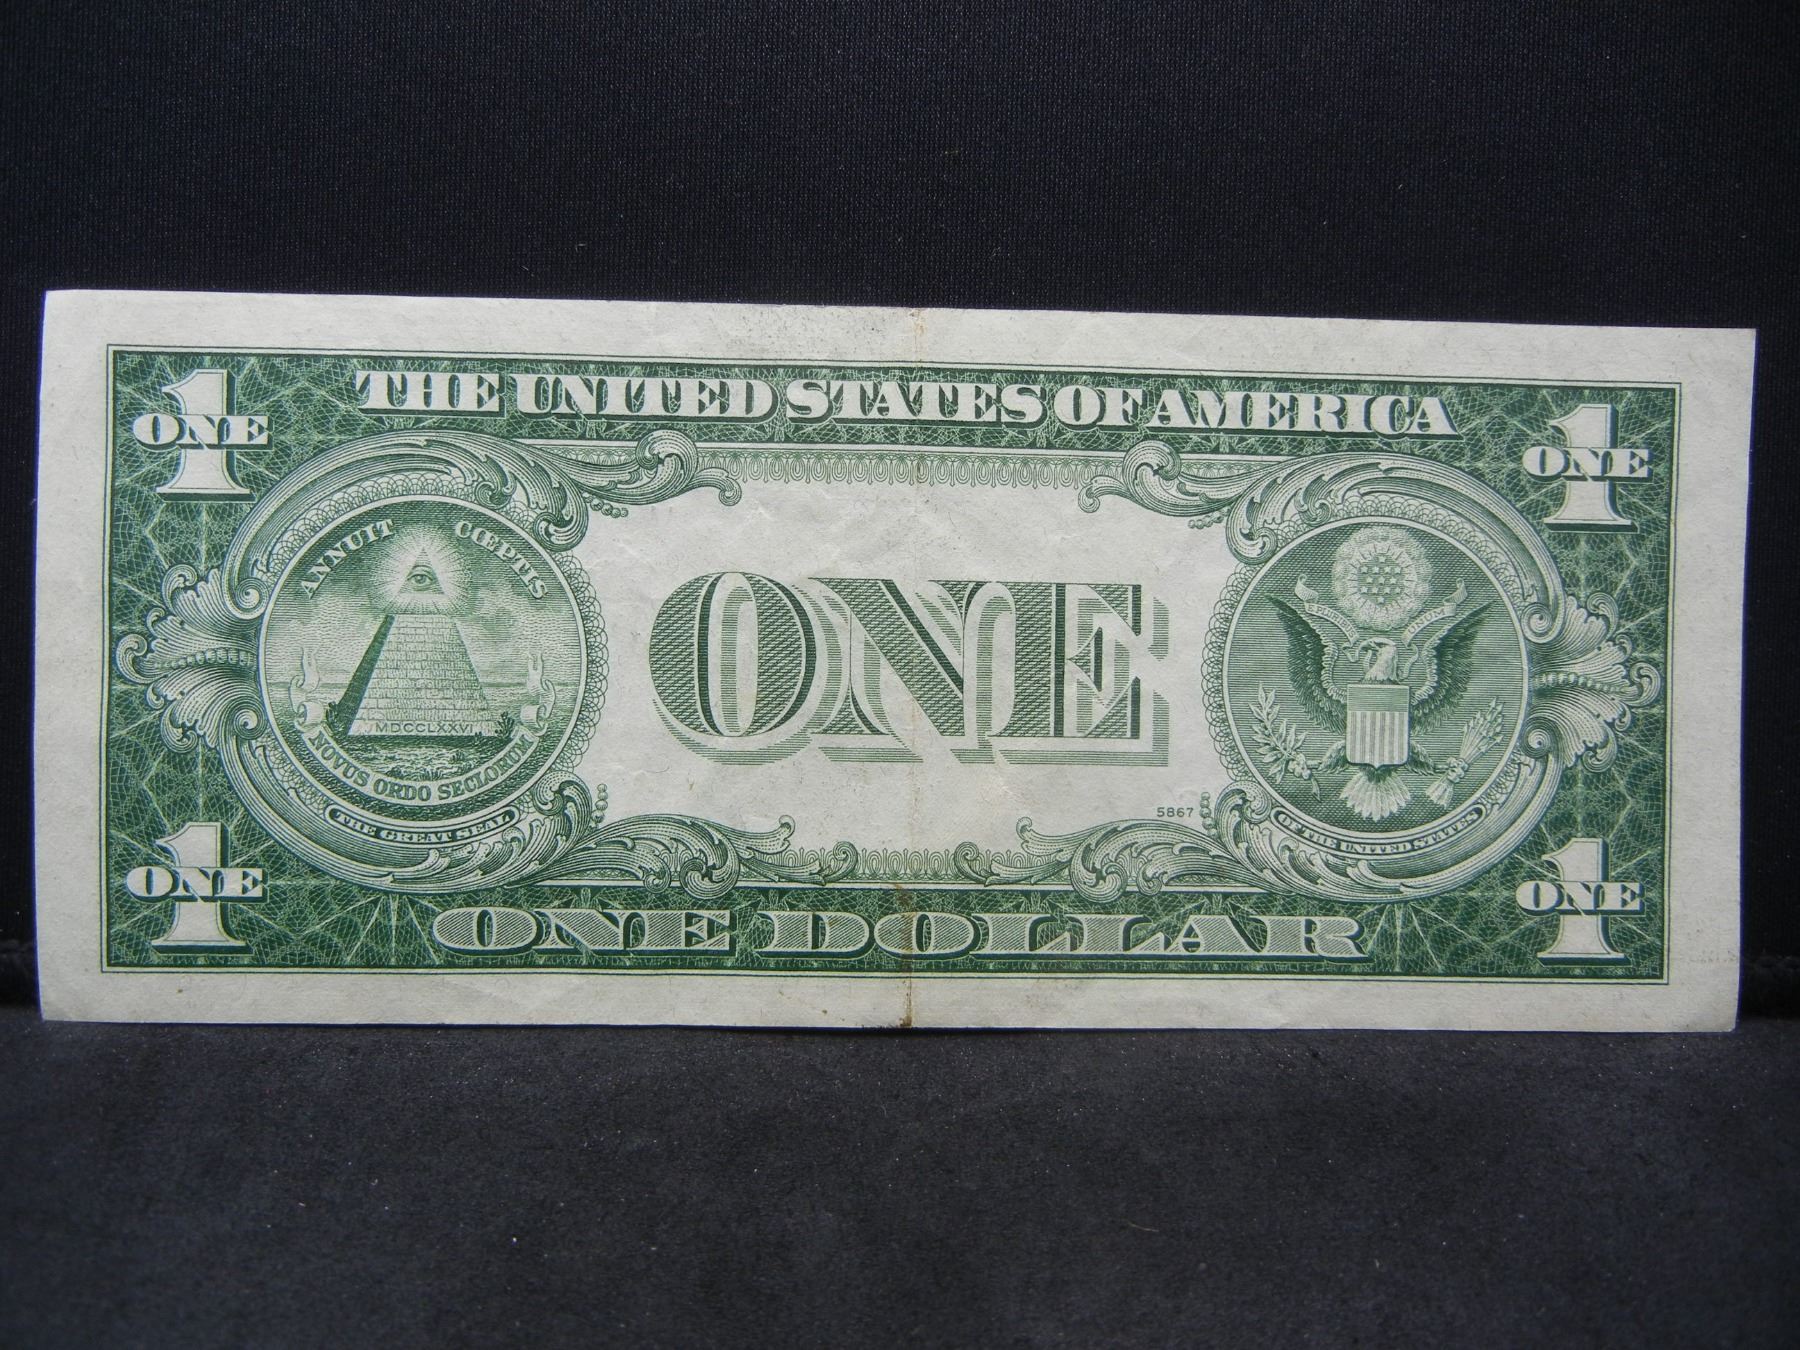 THE UNITED STATES OF AMERICA
1
ONE
1
ONE
ANNUIT CŒPTIS
MDCCLXXVI
NOVUS ORDO SECLORUM
THE GREAT SEAL
ONE
5867
OF THE UNITED STATES
1
ONE
1
ONE
ONE DOLLAR